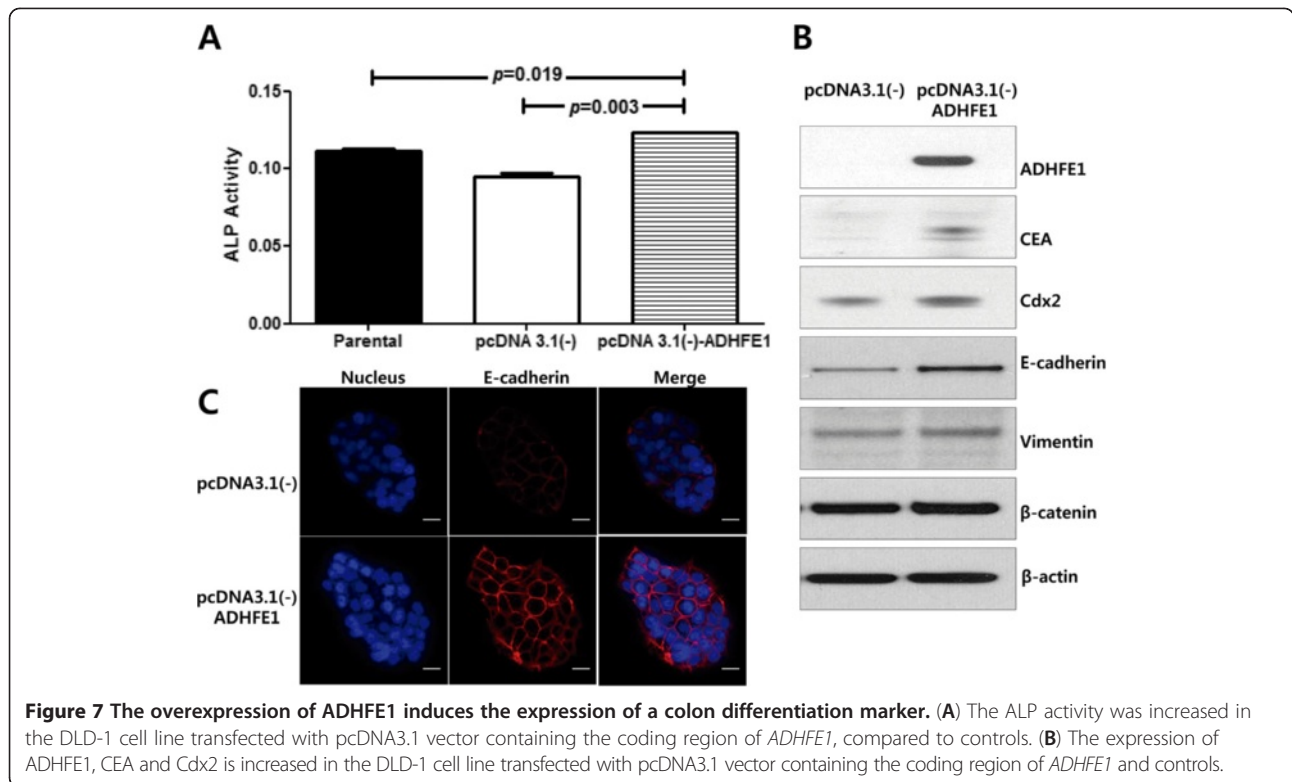 A
p=0.019
p=0.003
0.15
0.10
0.05
0.00
ALP Activity
Parental
pcDNA 3.1(-)
pcDNA 3.1(-)-ADHFE1
B
pcDNA3.1(-)
pcDNA3.1(-)
ADHFE1
ADHFE1
CEA
Cdx2
E-cadherin
Vimentin
β-catenin
β-actin
C
Nucleus
E-cadherin
Merge
pcDNA3.1(-)
pcDNA3.1(-)
ADHFE1
Figure 7 The overexpression of ADHFE1 induces the expression of a colon differentiation marker. (A) The ALP activity was increased in
the DLD-1 cell line transfected with pcDNA3.1 vector containing the coding region of ADHFE1, compared to controls. (B) The expression of
ADHFE1, CEA and Cdx2 is increased in the DLD-1 cell line transfected with pcDNA3.1 vector containing the coding region of ADHFE1 and controls.